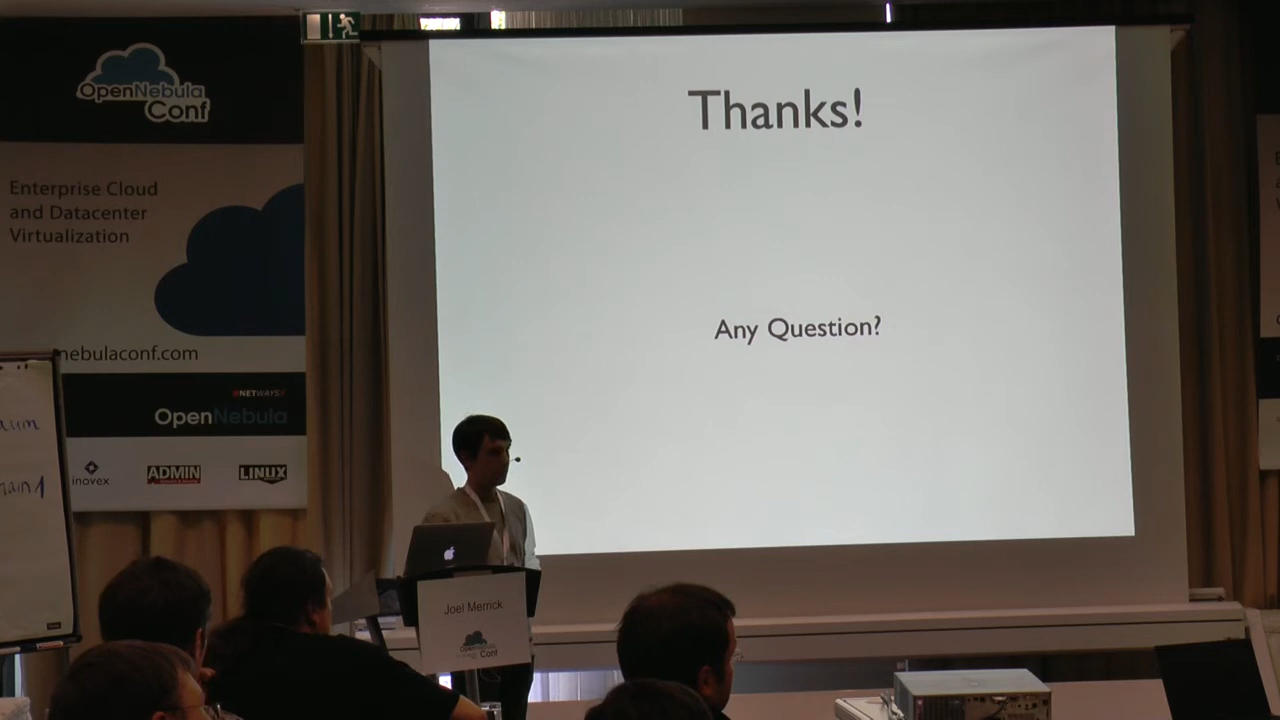 OpenNebula
Conf
Enterprise Cloud
and Datacenter
Virtualization
nebulaconf.com
NETWAYS
OpenNebula
inovex
ADMIN
LINUX
Thanks!
Any Question?
Joel Merrick
OpenNebula
Conf